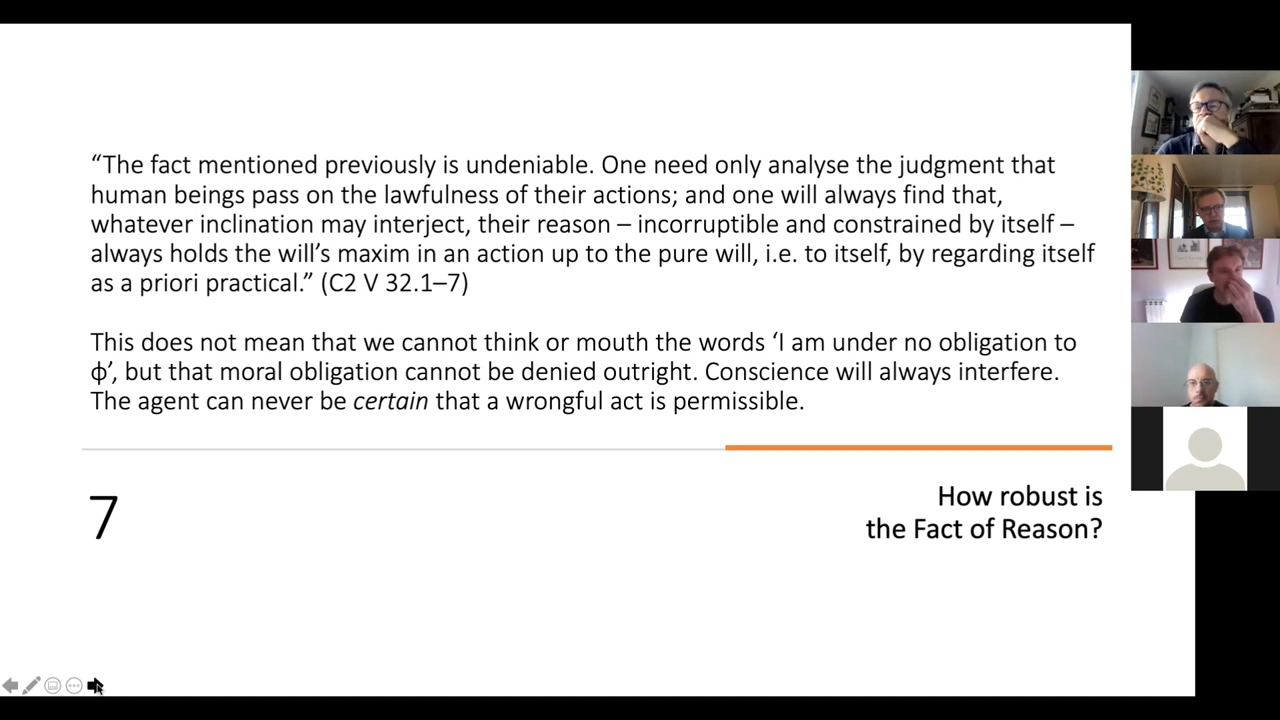 “The fact mentioned previously is undeniable. One need only analyse the judgment that
human beings pass on the lawfulness of their actions; and one will always find that,
whatever inclination may interject, their reason – incorruptible and constrained by itself –
always holds the will’s maxim in an action up to the pure will, i.e. to itself, by regarding itself
as a priori practical.” (C2 V 32.1–7)
This does not mean that we cannot think or mouth the words ‘I am under no obligation to
ϕ’, but that moral obligation cannot be denied outright. Conscience will always interfere.
The agent can never be certain that a wrongful act is permissible.
7
How robust is
the Fact of Reason?